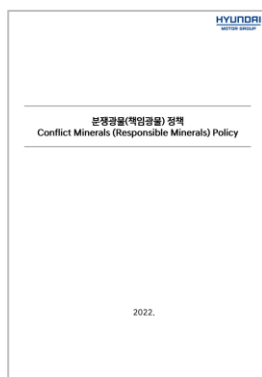 HYUNDAI
MOTOR GROUP
분쟁광물(책임광물) 정책
Conflict Minerals (Responsible Minerals) Policy
2022.